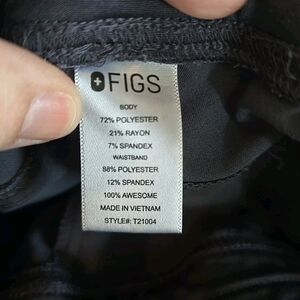 FIGS
BODY
72% POLYESTER
21% RAYON
7% SPANDEX
WAISTBAND
88% POLYESTER
12% SPANDEX
100% AWESOME
MADE IN VIETNAM
STYLE#: T21004